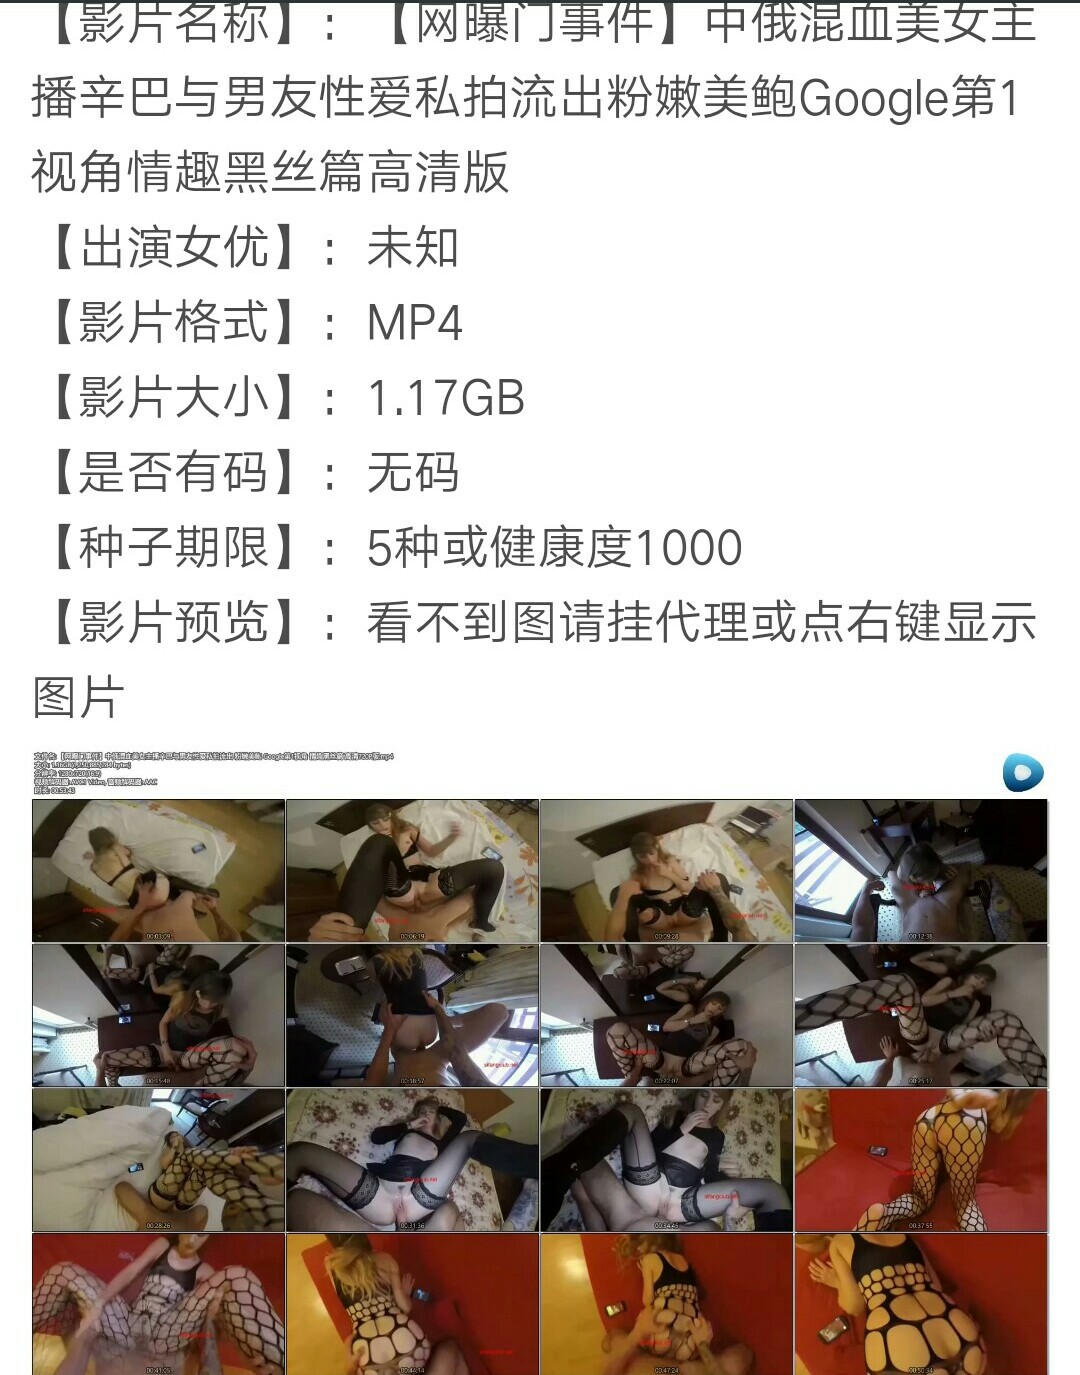 【影片名称】：【网曝门事件】中俄混血美女主
播辛巴与男友性爱私拍流出粉嫩美鲍Google第1
视角情趣黑丝篇高清版
【出演女优】：未知
【影片格式】：MP4
【影片大小】：1.17GB
【是否有码】：无码
【种子期限】：5种或健康度1000
【影片预览】：看不到图请挂代理或点右键显示
图片
00:03:09
00:06:19
00:09:28
00:12:38
00:15:48
00:18:57
00:22:07
00:25:17
00:28:26
00:31:36
00:34:45
00:37:55
00:41:05
00:44:14
00:47:24
00:50:34